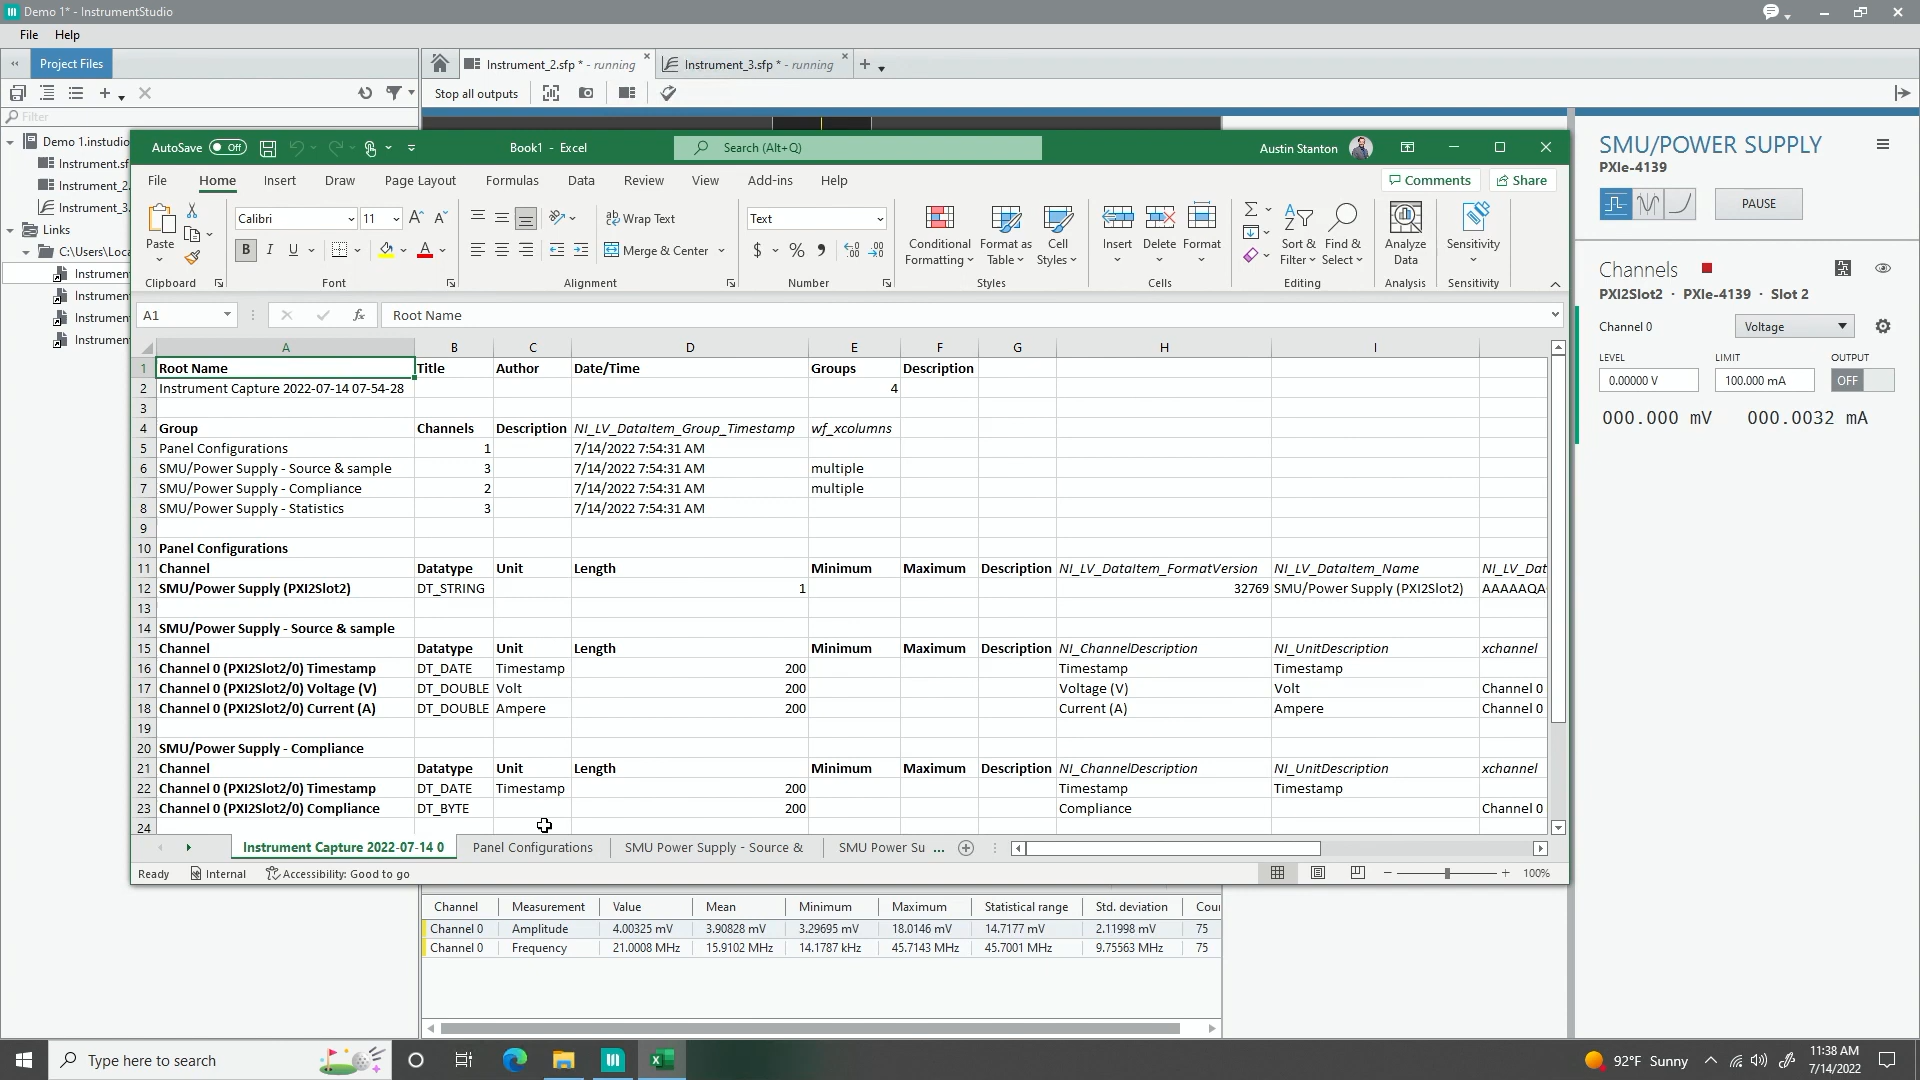 Demo 1* - InstrumentStudio
File Help
Project Files
Instrument_2.sfp * - running
Instrument_3.sfp * - running
Stop all outputs
Filter
Demo 1.instudio
Instrument.sf
Instrument_2.
Instrument_3.
Links
C:\Users\Loca
Instrumen
Instrumen
Instrumen
Instrumen
AutoSave Off
Book1 - Excel
Search (Alt+Q)
Austin Stanton
File Home Insert Draw Page Layout Formulas Data Review View Add-ins Help
Comments
Share
Paste
Calibri 11
Wrap Text
Text
B I U
Merge & Center
$ %
Conditional Formatting
Format as Table
Cell Styles
Insert
Delete
Format
Sort & Filter
Find & Select
Analyze Data
Sensitivity
Clipboard Font Alignment Number Styles Cells Editing Analysis Sensitivity
A1
fx
Root Name
A B C D E F G H I
1 Root Name Title Author Date/Time Groups Description
2 Instrument Capture 2022-07-14 07-54-28 4
3
4 Group Channels Description NI_LV_DataItem_Group_Timestamp wf_xcolumns
5 Panel Configurations 1 7/14/2022 7:54:31 AM
6 SMU/Power Supply - Source & sample 3 7/14/2022 7:54:31 AM multiple
7 SMU/Power Supply - Compliance 2 7/14/2022 7:54:31 AM multiple
8 SMU/Power Supply - Statistics 3 7/14/2022 7:54:31 AM
9
10 Panel Configurations
11 Channel Datatype Unit Length Minimum Maximum Description NI_LV_DataItem_FormatVersion NI_LV_DataItem_Name NI_LV_Dat
12 SMU/Power Supply (PXI2Slot2) DT_STRING 1 32769 SMU/Power Supply (PXI2Slot2) AAAAAQA
13
14 SMU/Power Supply - Source & sample
15 Channel Datatype Unit Length Minimum Maximum Description NI_ChannelDescription NI_UnitDescription xchannel
16 Channel 0 (PXI2Slot2/0) Timestamp DT_DATE Timestamp 200 Timestamp Timestamp
17 Channel 0 (PXI2Slot2/0) Voltage (V) DT_DOUBLE Volt 200 Voltage (V) Volt Channel 0
18 Channel 0 (PXI2Slot2/0) Current (A) DT_DOUBLE Ampere 200 Current (A) Ampere Channel 0
19
20 SMU/Power Supply - Compliance
21 Channel Datatype Unit Length Minimum Maximum Description NI_ChannelDescription NI_UnitDescription xchannel
22 Channel 0 (PXI2Slot2/0) Timestamp DT_DATE Timestamp 200 Timestamp Timestamp
23 Channel 0 (PXI2Slot2/0) Compliance DT_BYTE 200 Compliance Channel 0
24
Instrument Capture 2022-07-14 0 Panel Configurations SMU Power Supply - Source & SMU Power Su ...
Ready Internal Accessibility: Good to go 100%
SMU/POWER SUPPLY
PXIe-4139
PAUSE
Channels
PXI2Slot2 · PXIe-4139 · Slot 2
Channel 0 Voltage
LEVEL LIMIT OUTPUT
0.00000 V 100.000 mA OFF
000.000 mV 000.0032 mA
Channel Measurement Value Mean Minimum Maximum Statistical range Std. deviation Cou
Channel 0 Amplitude 4.00325 mV 3.90828 mV 3.29695 mV 18.0146 mV 14.7177 mV 2.11998 mV 75
Channel 0 Frequency 21.0008 MHz 15.9102 MHz 14.1787 kHz 45.7143 MHz 45.7001 MHz 9.75563 MHz 75
Type here to search
92°F Sunny
11:38 AM
7/14/2022